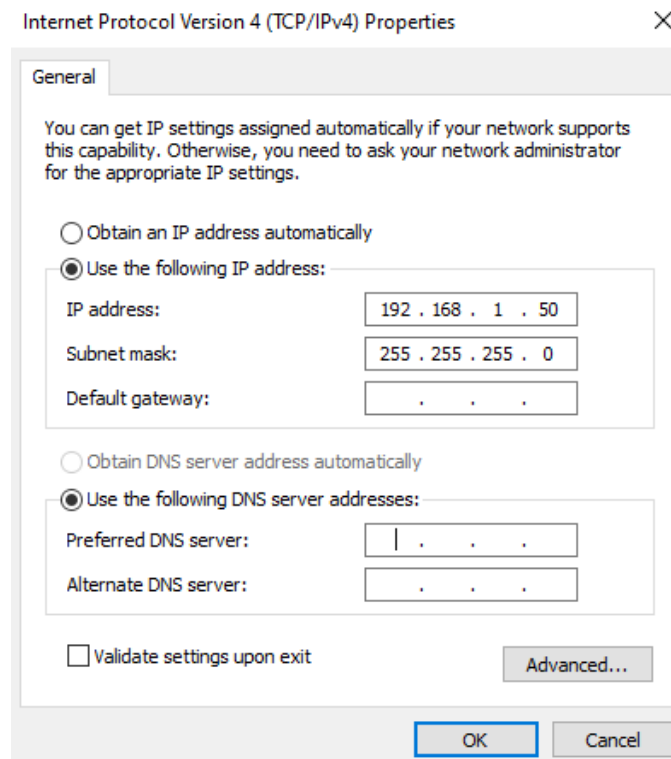 Internet Protocol Version 4 (TCP/IPv4) Properties
General
You can get IP settings assigned automatically if your network supports
this capability. Otherwise, you need to ask your network administrator
for the appropriate IP settings.
Obtain an IP address automatically
Use the following IP address:
IP address: 192 . 168 . 1 . 50
Subnet mask: 255 . 255 . 255 . 0
Default gateway: . . .
Obtain DNS server address automatically
Use the following DNS server addresses:
Preferred DNS server: . . .
Alternate DNS server: . . .
Validate settings upon exit
Advanced...
OK Cancel